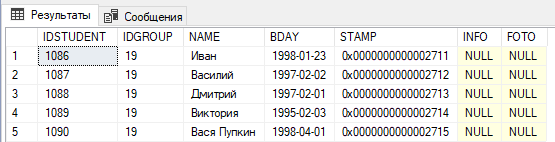 Результаты Сообщения
IDSTUDENT IDGROUP NAME BDAY STAMP INFO FOTO
1 1086 19 Иван 1998-01-23 0x0000000000002711 NULL NULL
2 1087 19 Василий 1997-02-02 0x0000000000002712 NULL NULL
3 1088 19 Дмитрий 1997-02-01 0x0000000000002713 NULL NULL
4 1089 19 Виктория 1995-02-03 0x0000000000002714 NULL NULL
5 1090 19 Вася Пупкин 1998-04-01 0x0000000000002715 NULL NULL